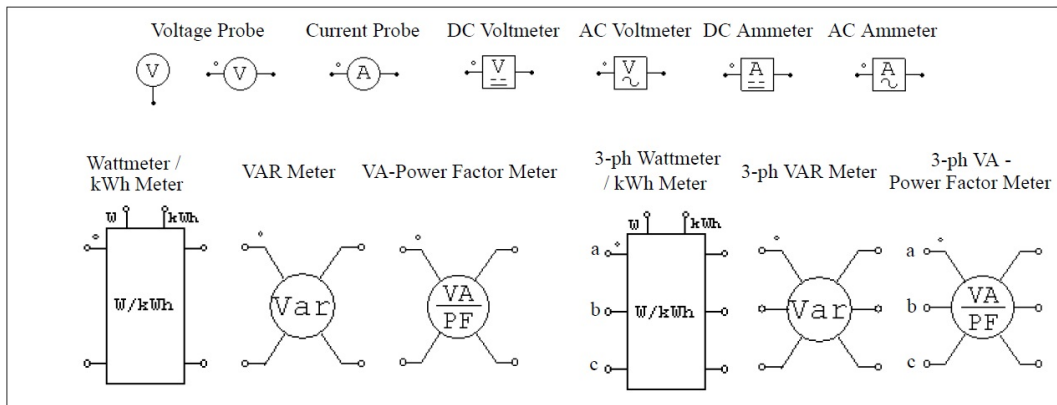 Voltage Probe
Current Probe
DC Voltmeter
AC Voltmeter
DC Ammeter
AC Ammeter
V
V
A
V
V
A
A
Wattmeter /
kWh Meter
VAR Meter
VA-Power Factor Meter
3-ph Wattmeter
/ kWh Meter
3-ph VAR Meter
3-ph VA -
Power Factor Meter
W
kWh
W/kWh
Var
VA
PF
W
kWh
a
b
c
W/kWh
Var
a
b
c
VA
PF